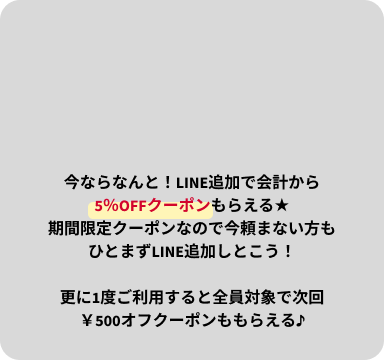 今ならなんと！LINE追加で会計から
5%OFFクーポンもらえる★
期間限定クーポンなので今頼まない方も
ひとまずLINE追加しとこう！
更に1度ご利用すると全員対象で次回
￥500オフクーポンももらえる♪